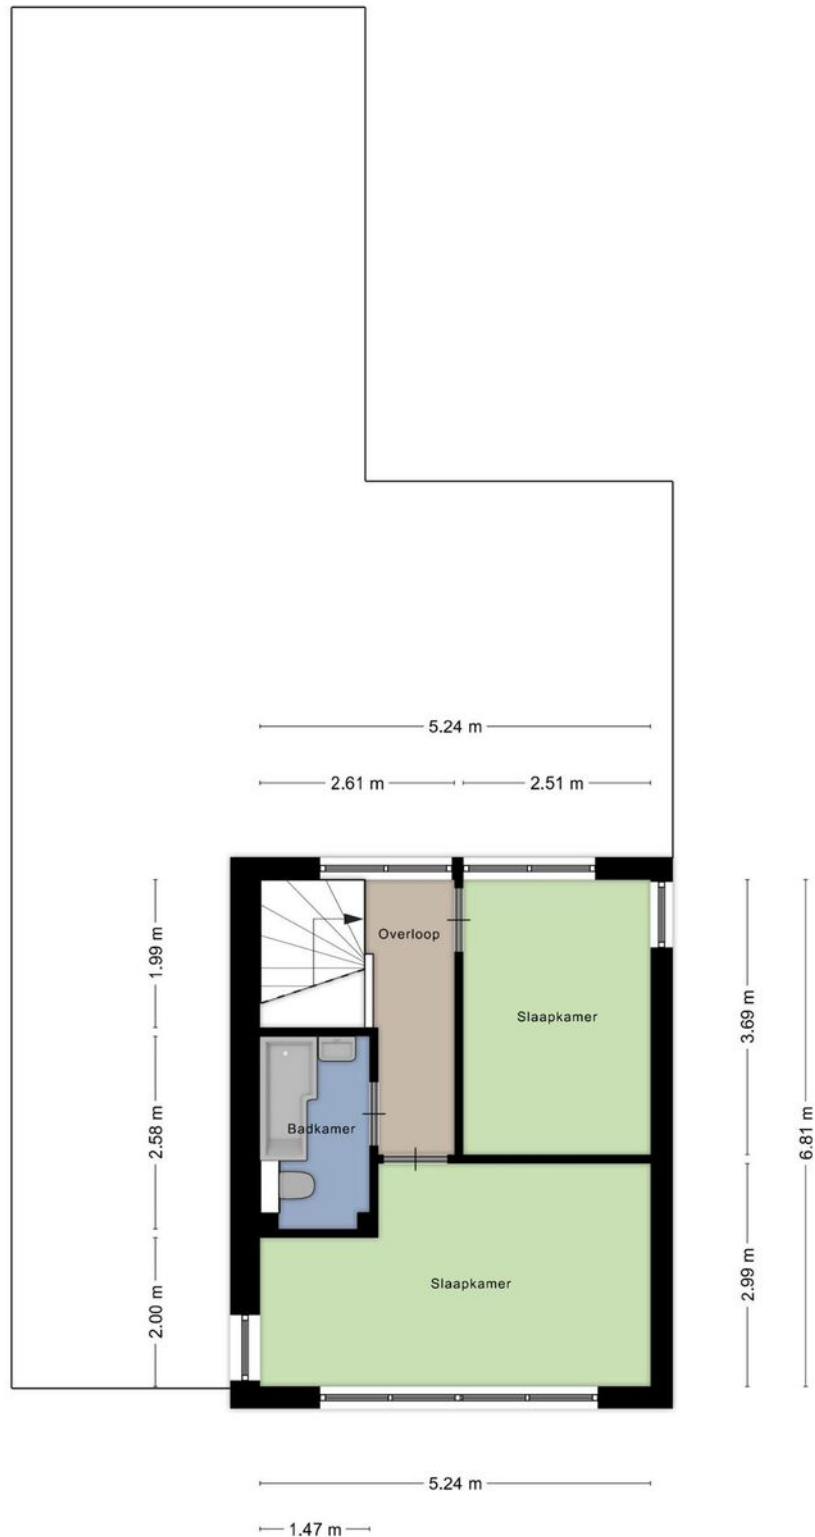 5.24 m
2.61 m
2.51 m
1.99 m
Overloop
Slaapkamer
3.69 m
2.58 m
Badkamer
6.81 m
2.00 m
Slaapkamer
2.99 m
5.24 m
1.47 m